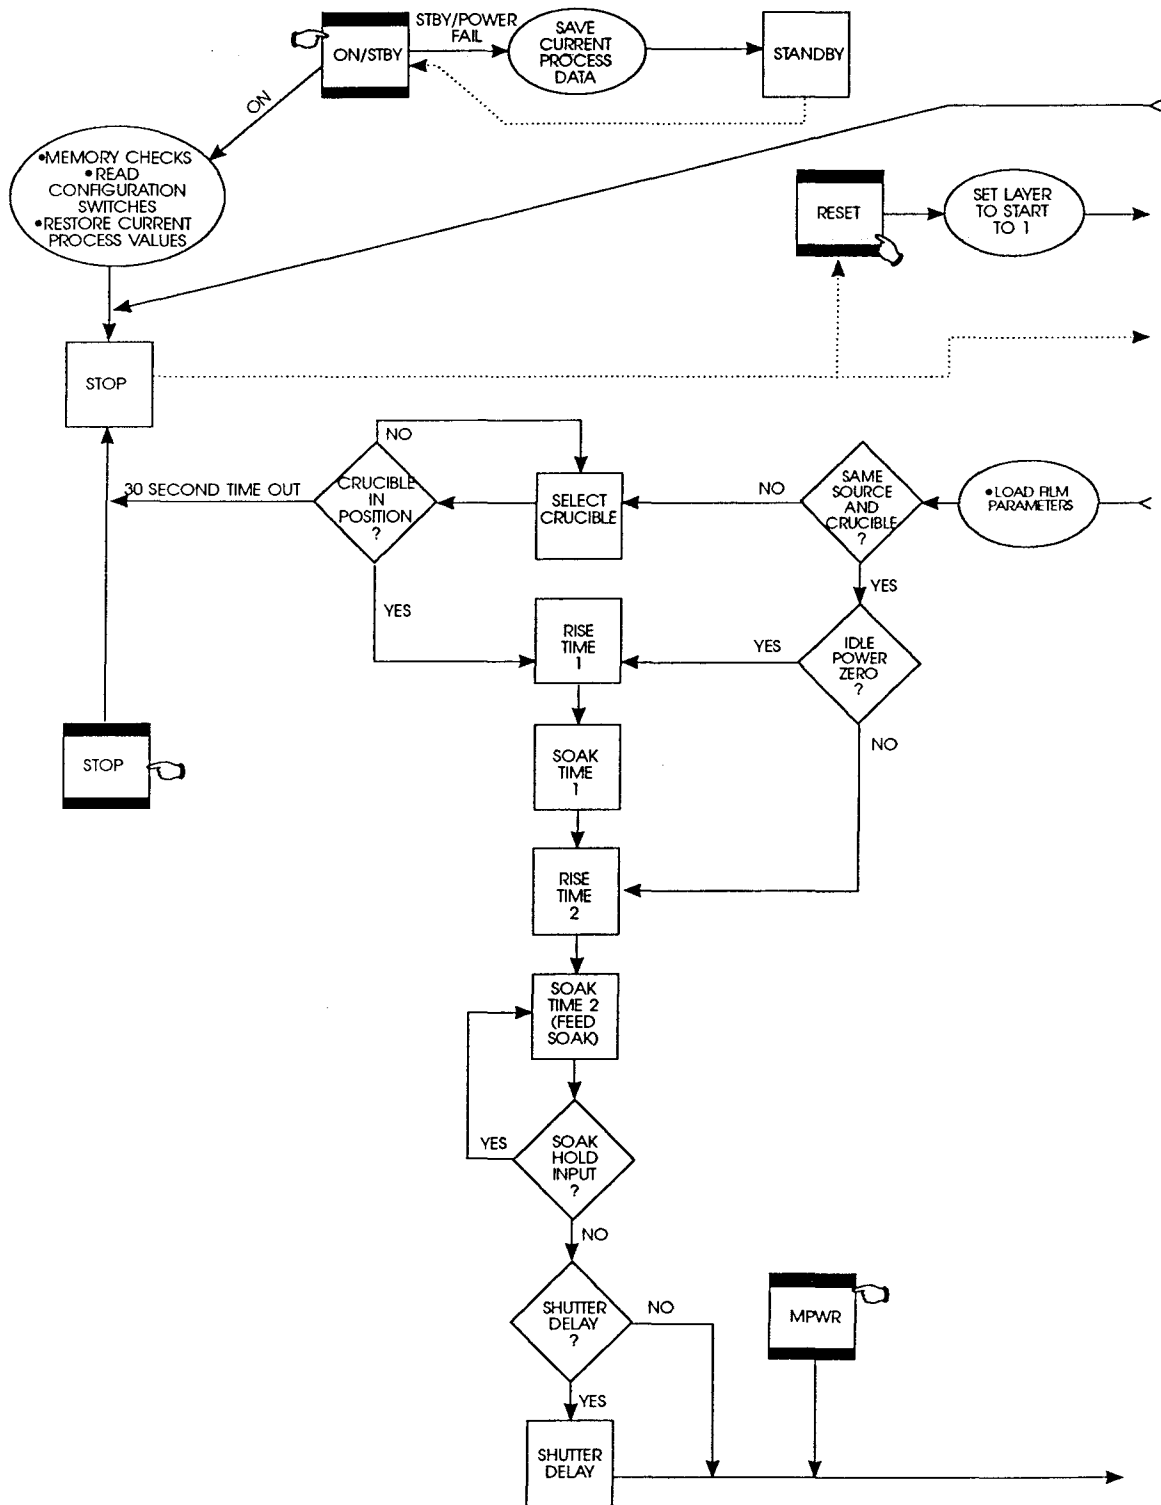 STBY/POWER
FAIL
ON/STBY
SAVE
CURRENT
PROCESS
DATA
STANDBY
ON
•MEMORY CHECKS
•READ
CONFIGURATION
SWITCHES
•RESTORE CURRENT
PROCESS VALUES
RESET
SET LAYER
TO START
TO 1
STOP
NO
30 SECOND TIME OUT
CRUCIBLE
IN
POSITION
?
SELECT
CRUCIBLE
NO
SAME
SOURCE
AND
CRUCIBLE
?
•LOAD FILM
PARAMETERS
YES
YES
RISE
TIME
1
YES
IDLE
POWER
ZERO
?
NO
STOP
SOAK
TIME
1
RISE
TIME
2
SOAK
TIME 2
(FEED
SOAK)
YES
SOAK
HOLD
INPUT
?
NO
SHUTTER
DELAY
?
NO
MPWR
YES
SHUTTER
DELAY